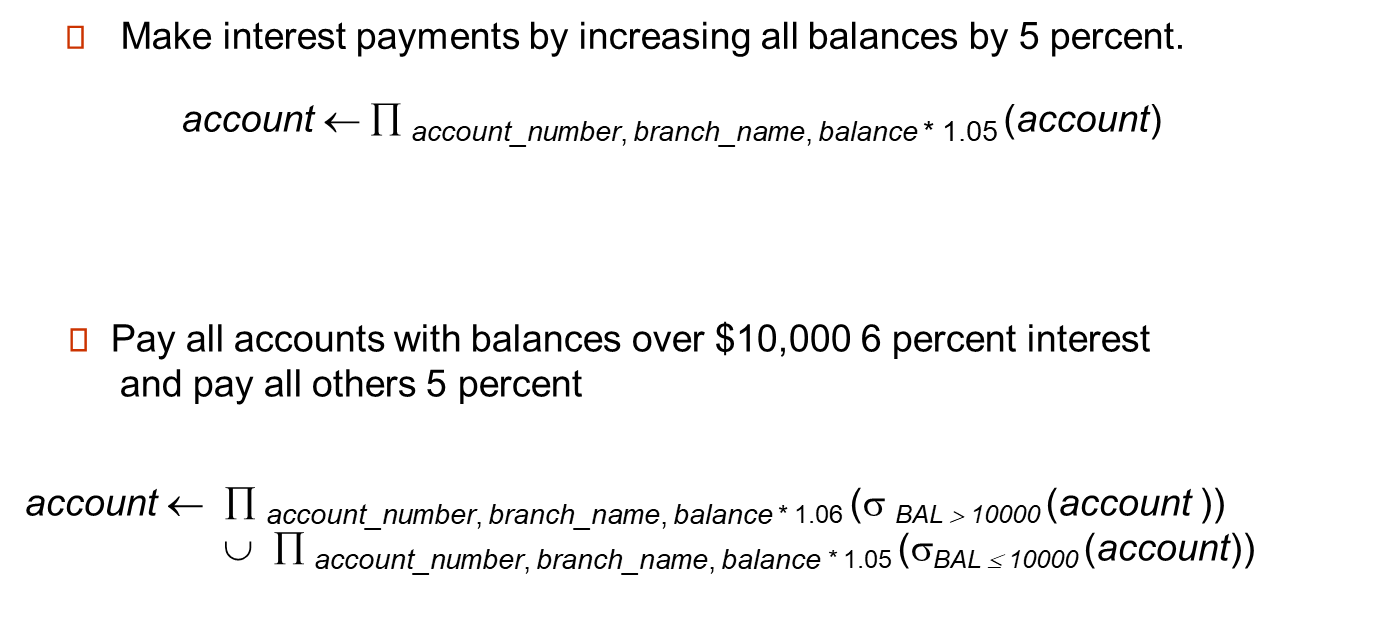 Make interest payments by increasing all balances by 5 percent.
account ← ∏ account_number, branch_name, balance * 1.05 (account)
Pay all accounts with balances over $10,000 6 percent interest
and pay all others 5 percent
account ← ∏ account_number, branch_name, balance * 1.06 (σ BAL > 10000 (account ))
∪ ∏ account_number, branch_name, balance * 1.05 (σ BAL ≤ 10000 (account))